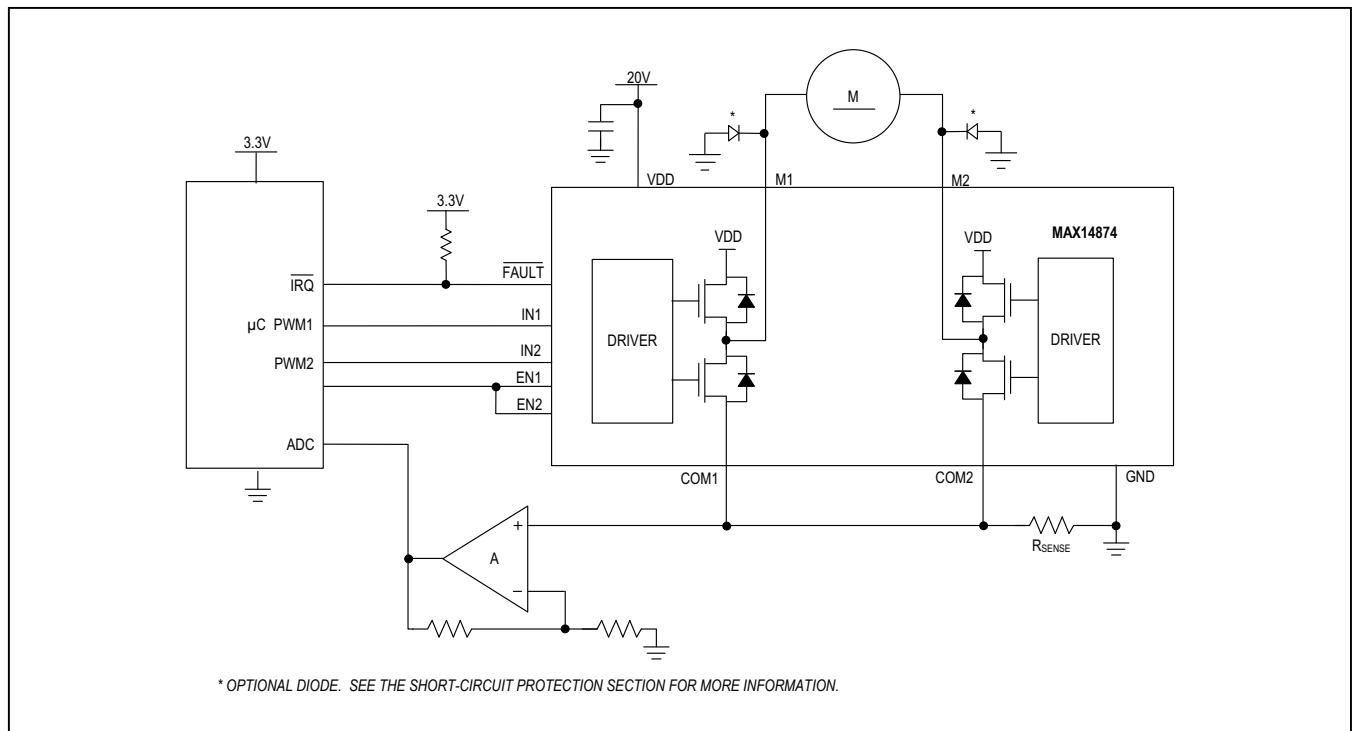 20V
M
*
*
3.3V
VDD
M1
M2
3.3V
MAX14874
VDD
VDD
FAULT
IRQ
µC PWM1
IN1
DRIVER
DRIVER
PWM2
IN2
EN1
EN2
ADC
COM1
COM2
GND
+
RSENSE
A
−
* OPTIONAL DIODE. SEE THE SHORT-CIRCUIT PROTECTION SECTION FOR MORE INFORMATION.